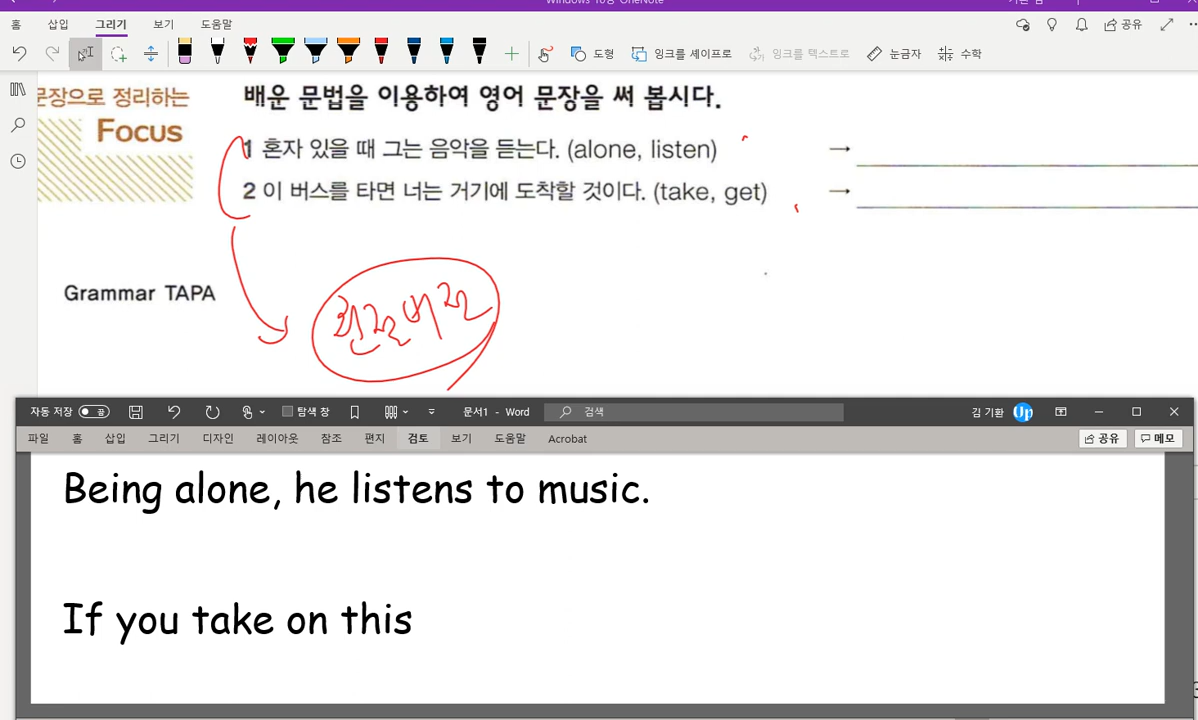 Windows 10용 OneNote
홈 삽입 그리기 보기 도움말
공유
도형 잉크를 셰이프로 잉크를 텍스트로 눈금자 수학
문장으로 정리하는
Focus
배운 문법을 이용하여 영어 문장을 써 봅시다.
1 혼자 있을 때 그는 음악을 듣는다. (alone, listen) →
2 이 버스를 타면 너는 거기에 도착할 것이다. (take, get) →
Grammar TAPA
자동 저장 끔 탐색 창 문서1 - Word 검색 김 기환 Up
파일 홈 삽입 그리기 디자인 레이아웃 참조 편지 검토 보기 도움말 Acrobat 공유 메모
Being alone, he listens to music.
If you take on this